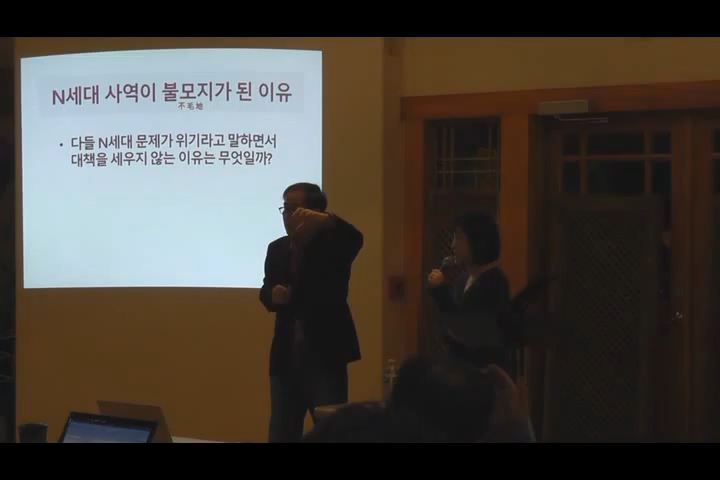 N세대 사역이 불모지가 된 이유
不毛地
• 다들 N세대 문제가 위기라고 말하면서
대책을 세우지 않는 이유는 무엇일까?